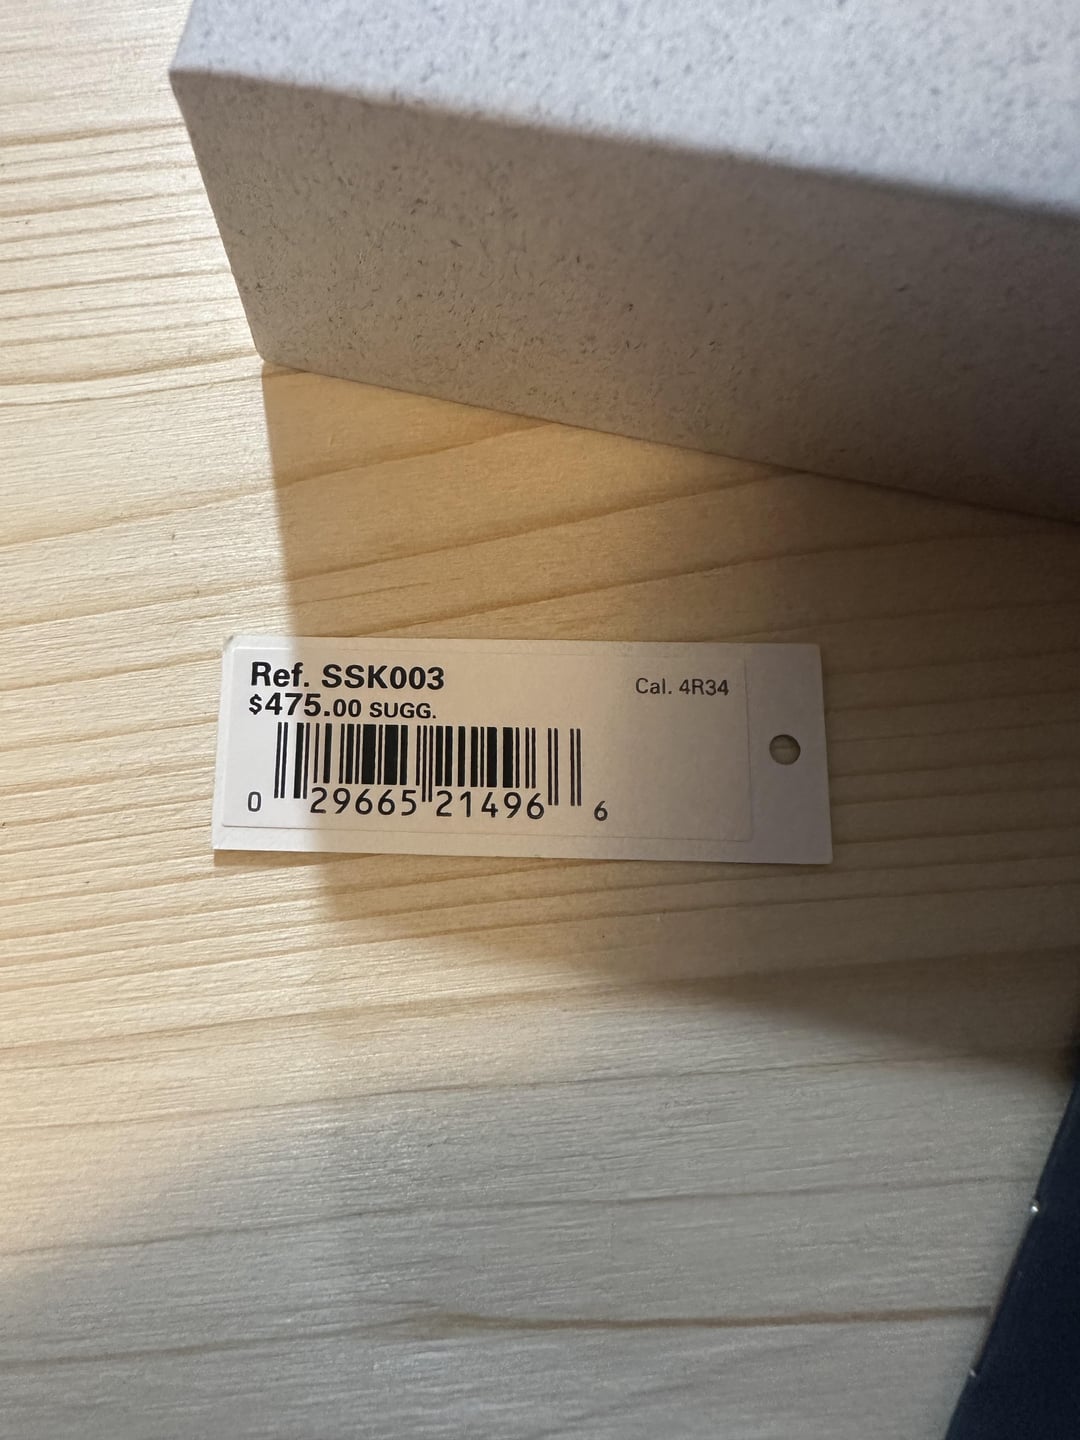 Ref. SSK003
Cal. 4R34
$475.00 SUGG.
0 29665 21496 6